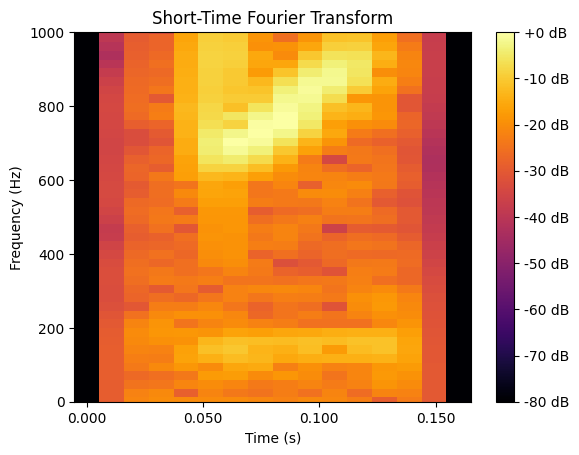 Short-Time Fourier Transform
1000
800
600
400
200
0
Frequency (Hz)
0.000
0.050
0.100
0.150
Time (s)
+0 dB
-10 dB
-20 dB
-30 dB
-40 dB
-50 dB
-60 dB
-70 dB
-80 dB